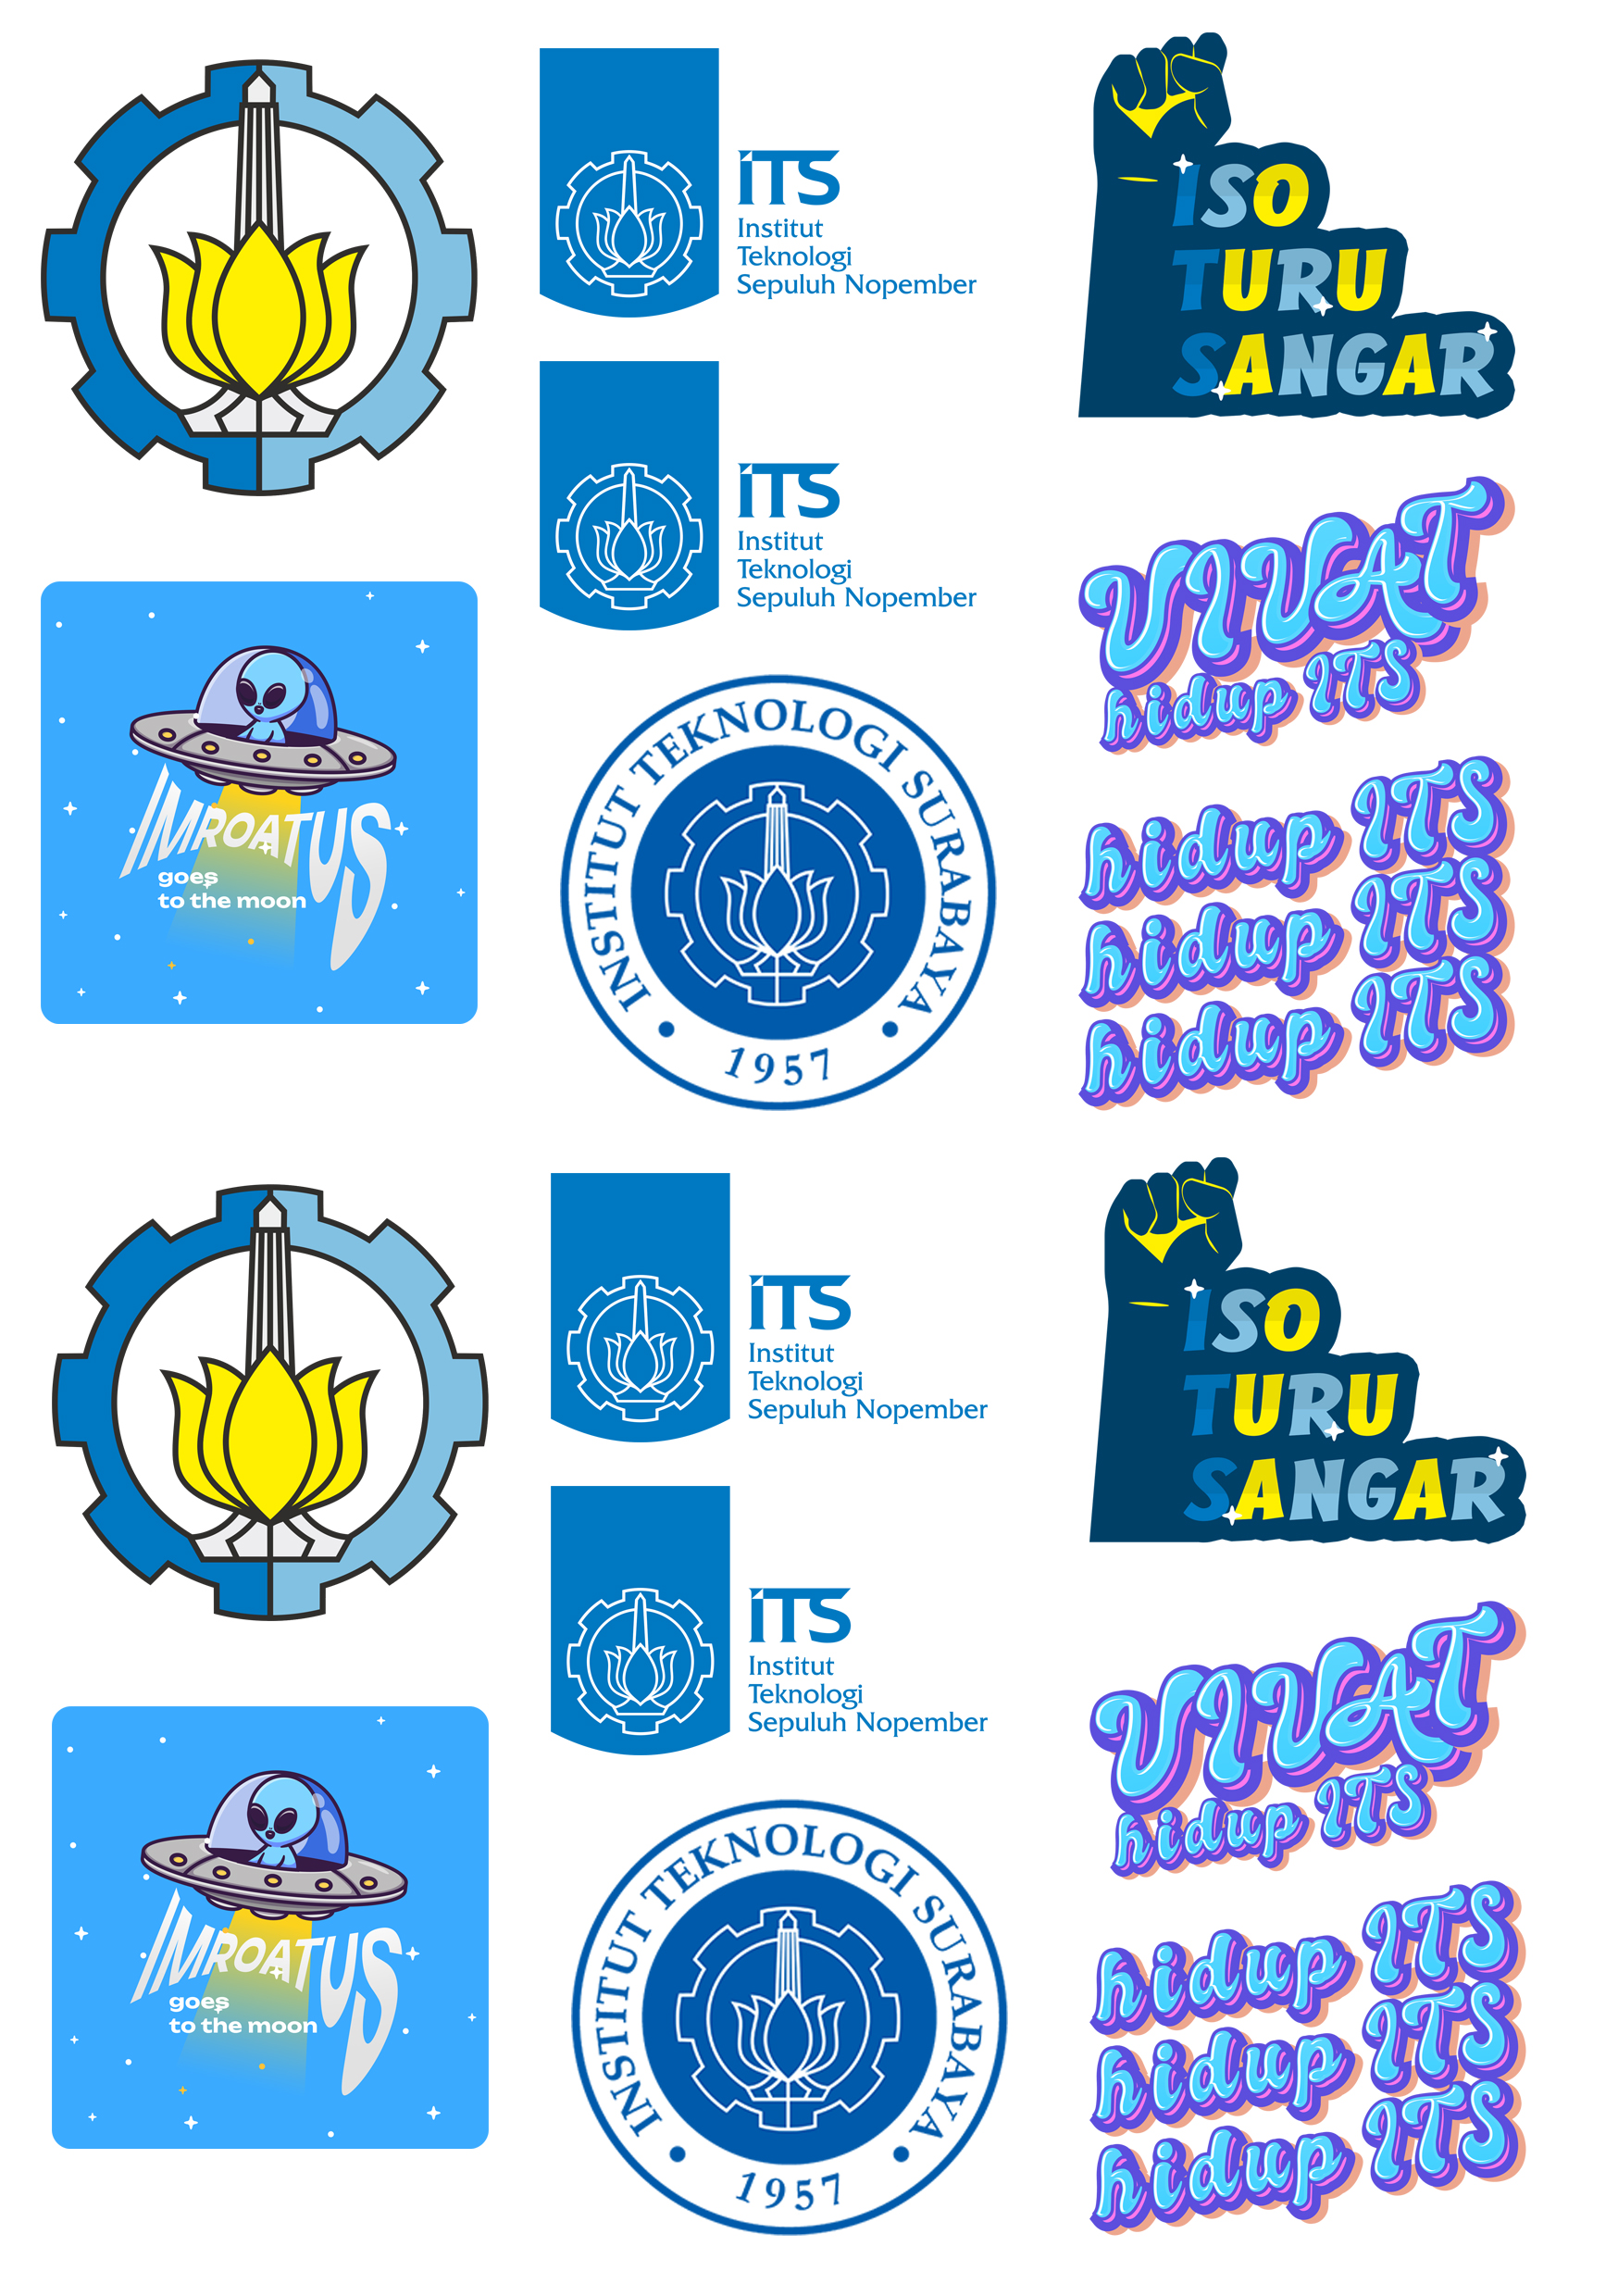 ITS
Institut
Teknologi
Sepuluh Nopember
ITS
Institut
Teknologi
Sepuluh Nopember
ISO
TURU
SANGAR
IMROATUS
goes
to the moon
INSTITUT TEKNOLOGI SURABAYA
1957
VIVAT
hidup ITS
hidup ITS
hidup ITS
hidup ITS
ITS
Institut
Teknologi
Sepuluh Nopember
ITS
Institut
Teknologi
Sepuluh Nopember
ISO
TURU
SANGAR
IMROATUS
goes
to the moon
INSTITUT TEKNOLOGI SURABAYA
1957
VIVAT
hidup ITS
hidup ITS
hidup ITS
hidup ITS